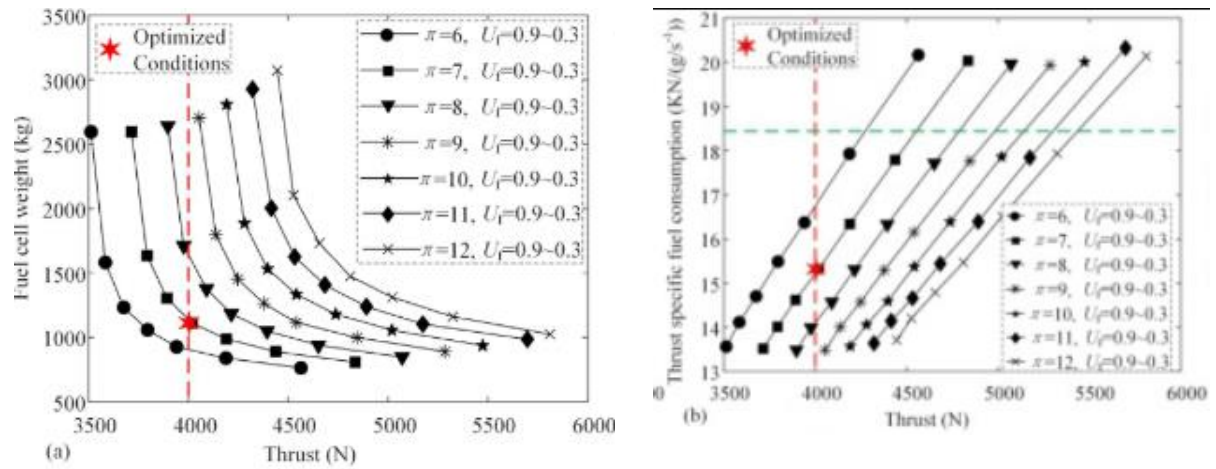 3500
3000
2500
2000
1500
1000
500
Fuel cell weight (kg)
Optimized
Conditions
π=6, Uf=0.9~0.3
π=7, Uf=0.9~0.3
π=8, Uf=0.9~0.3
π=9, Uf=0.9~0.3
π=10, Uf=0.9~0.3
π=11, Uf=0.9~0.3
π=12, Uf=0.9~0.3
3500 4000 4500 5000 5500 6000
(a) Thrust (N)
21
20
19
18
17
16
15
14
13
Thrust specific fuel consumption (KN/(g/s⁻¹)
Optimized
Conditions
π=6, Uf=0.9~0.3
π=7, Uf=0.9~0.3
π=8, Uf=0.9~0.3
π=9, Uf=0.9~0.3
π=10, Uf=0.9~0.3
π=11, Uf=0.9~0.3
π=12, Uf=0.9~0.3
3500 4000 4500 5000 5500 6000
(b) Thrust (N)